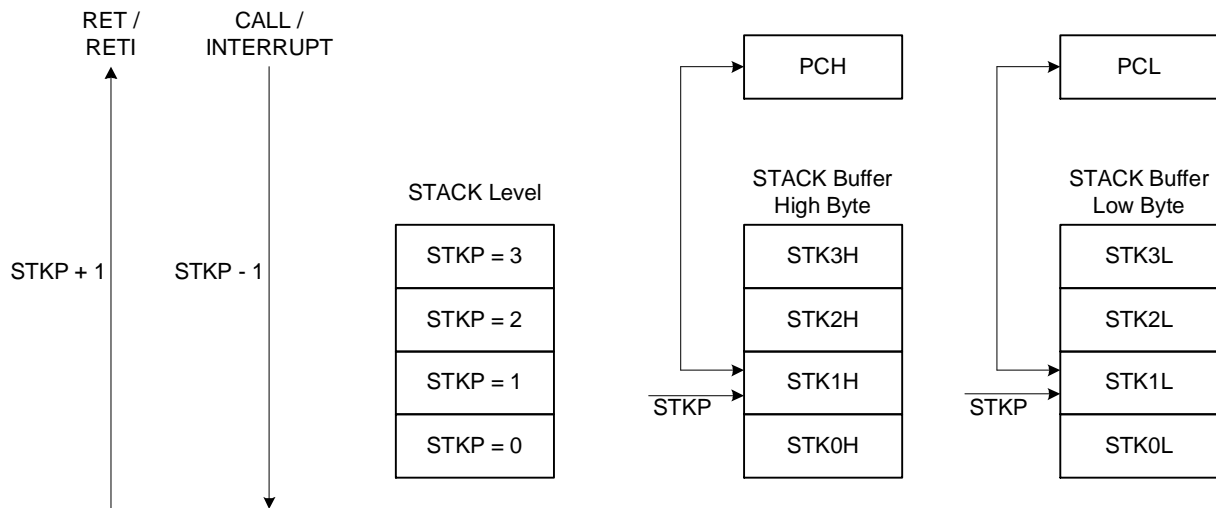 RET /
RETI
CALL /
INTERRUPT
PCH
PCL
STACK Level
STACK Buffer
High Byte
STACK Buffer
Low Byte
STKP + 1
STKP - 1
STKP = 3
STK3H
STK3L
STKP = 2
STK2H
STK2L
STKP = 1
STK1H
STK1L
STKP
STKP
STKP = 0
STK0H
STK0L